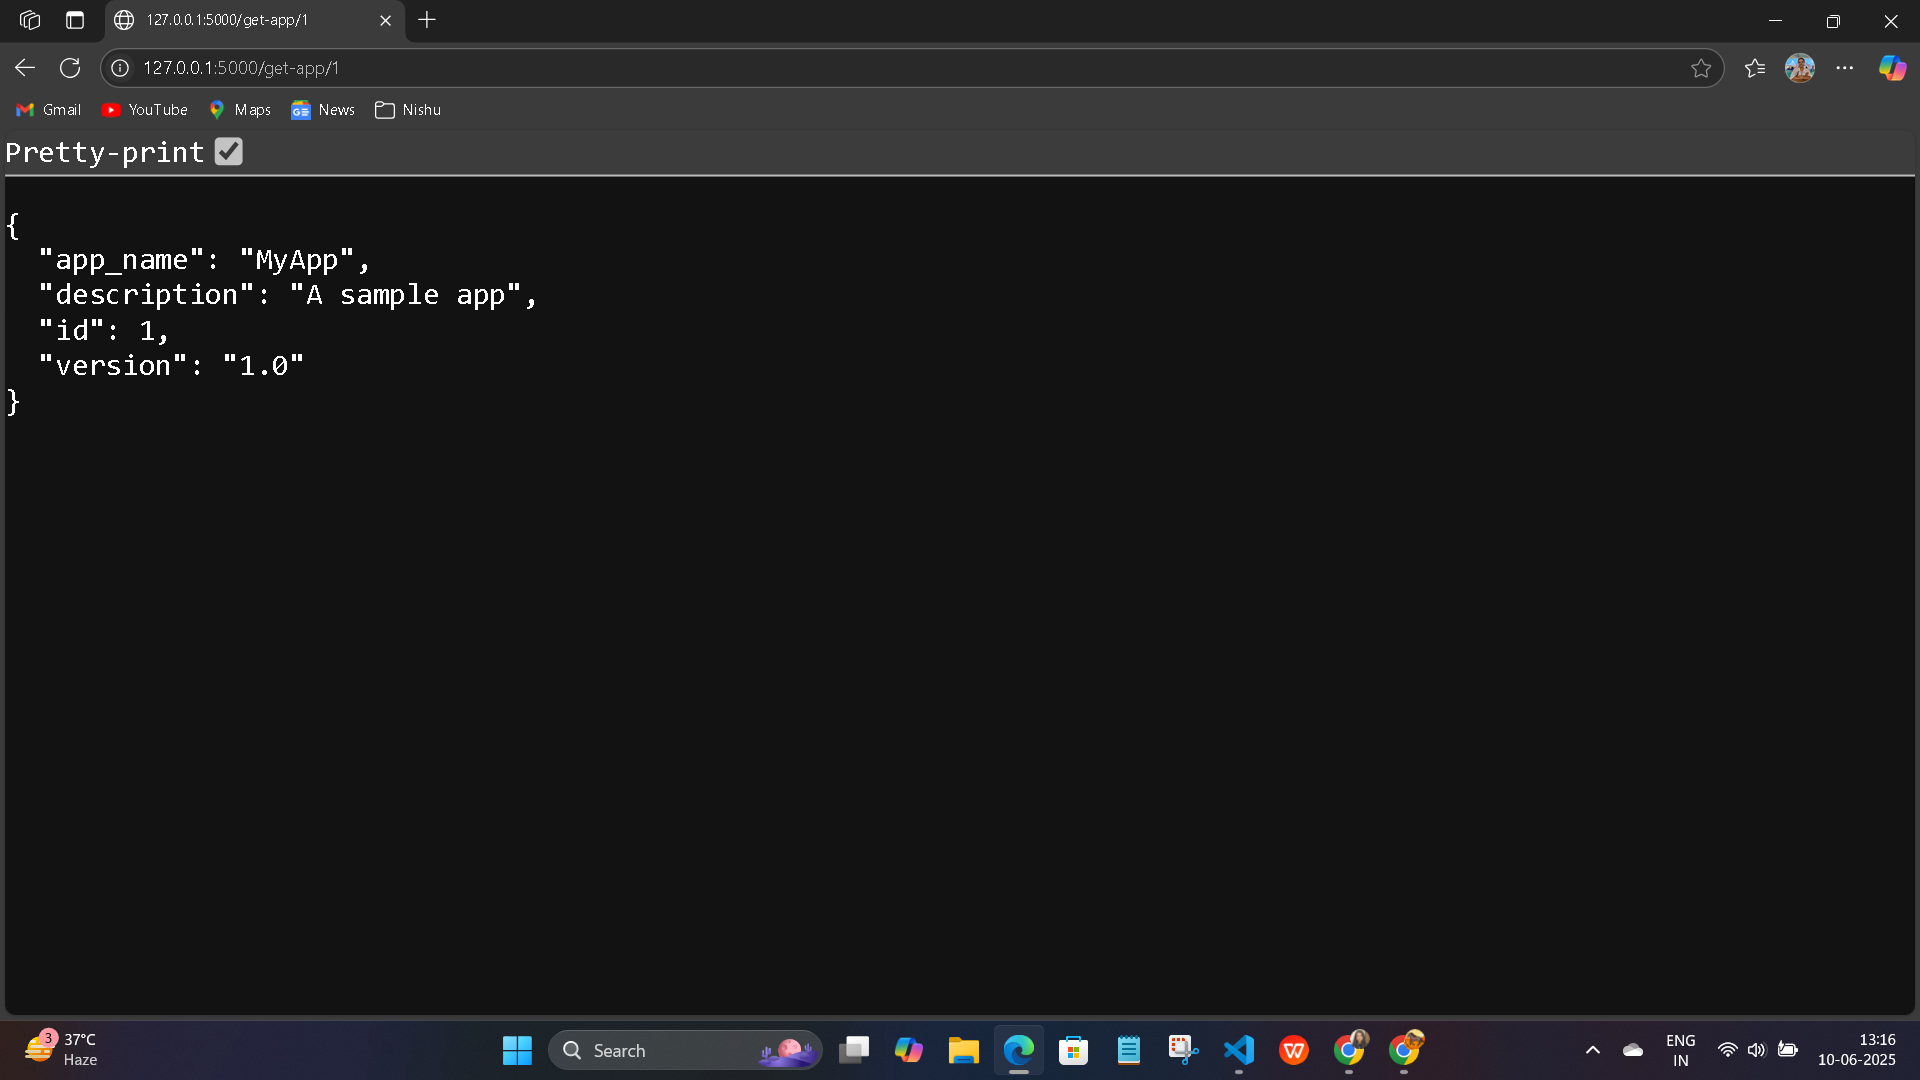 127.0.0.1:5000/get-app/1
127.0.0.1:5000/get-app/1
Gmail YouTube Maps News Nishu
Pretty-print
{
  "app_name": "MyApp",
  "description": "A sample app",
  "id": 1,
  "version": "1.0"
}
3 37°C
Haze
Search
ENG
IN
13:16
10-06-2025